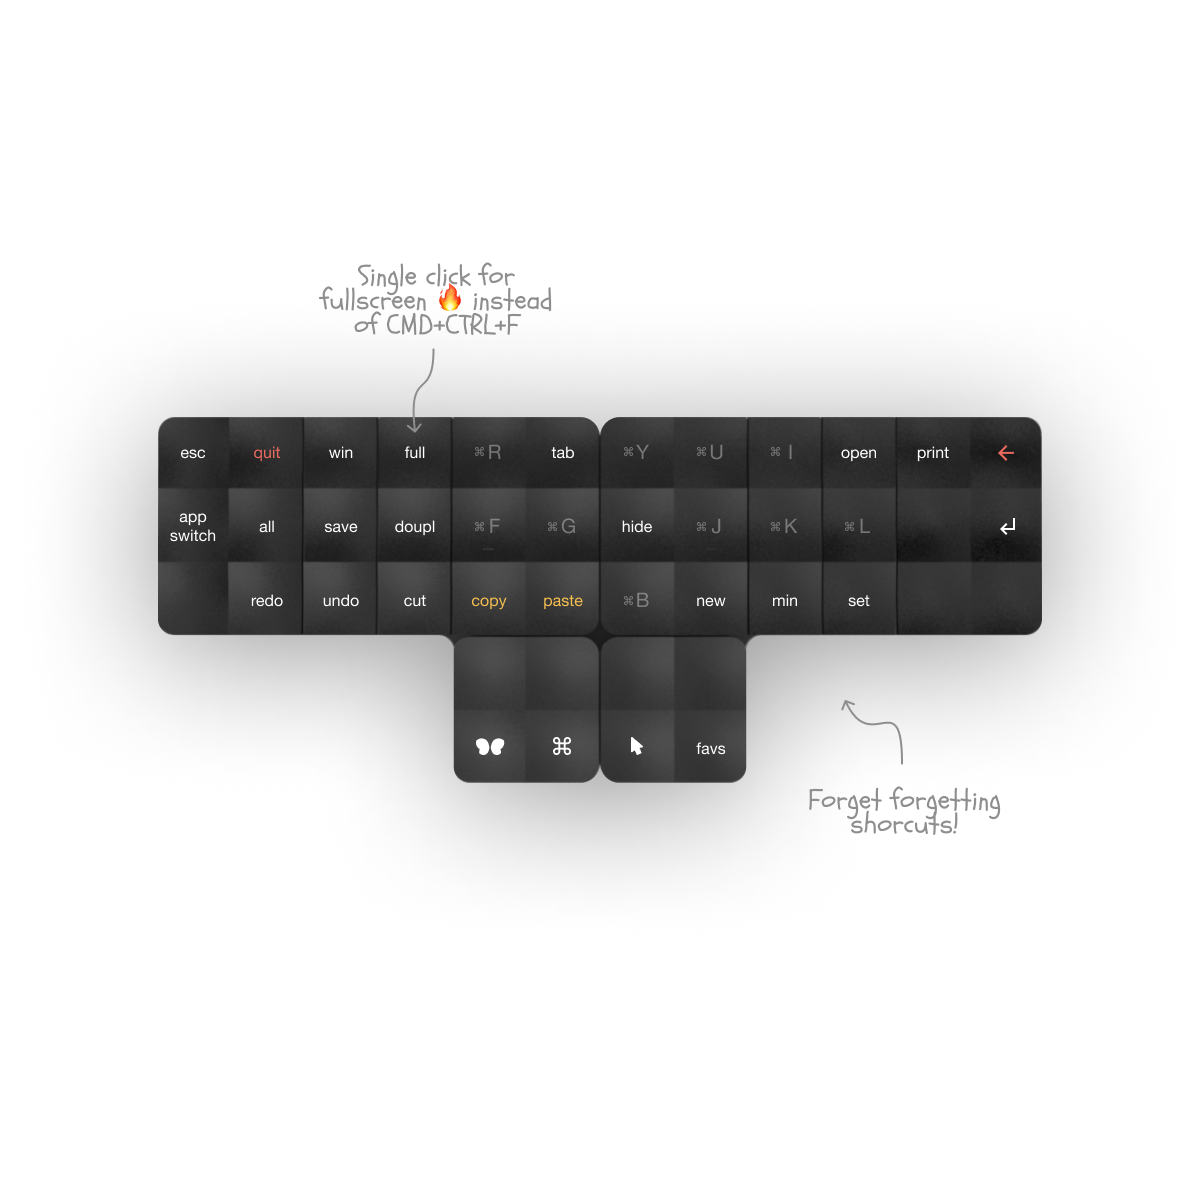 Single click for
fullscreen 🔥 instead
of CMD+CTRL+F
esc quit win full ⌘R tab ⌘Y ⌘U ⌘I open print ←
app
switch all save doupl ⌘F ⌘G hide ⌘J ⌘K ⌘L ↵
redo undo cut copy paste ⌘B new min set
⌘ favs
Forget forgetting
shorcuts!